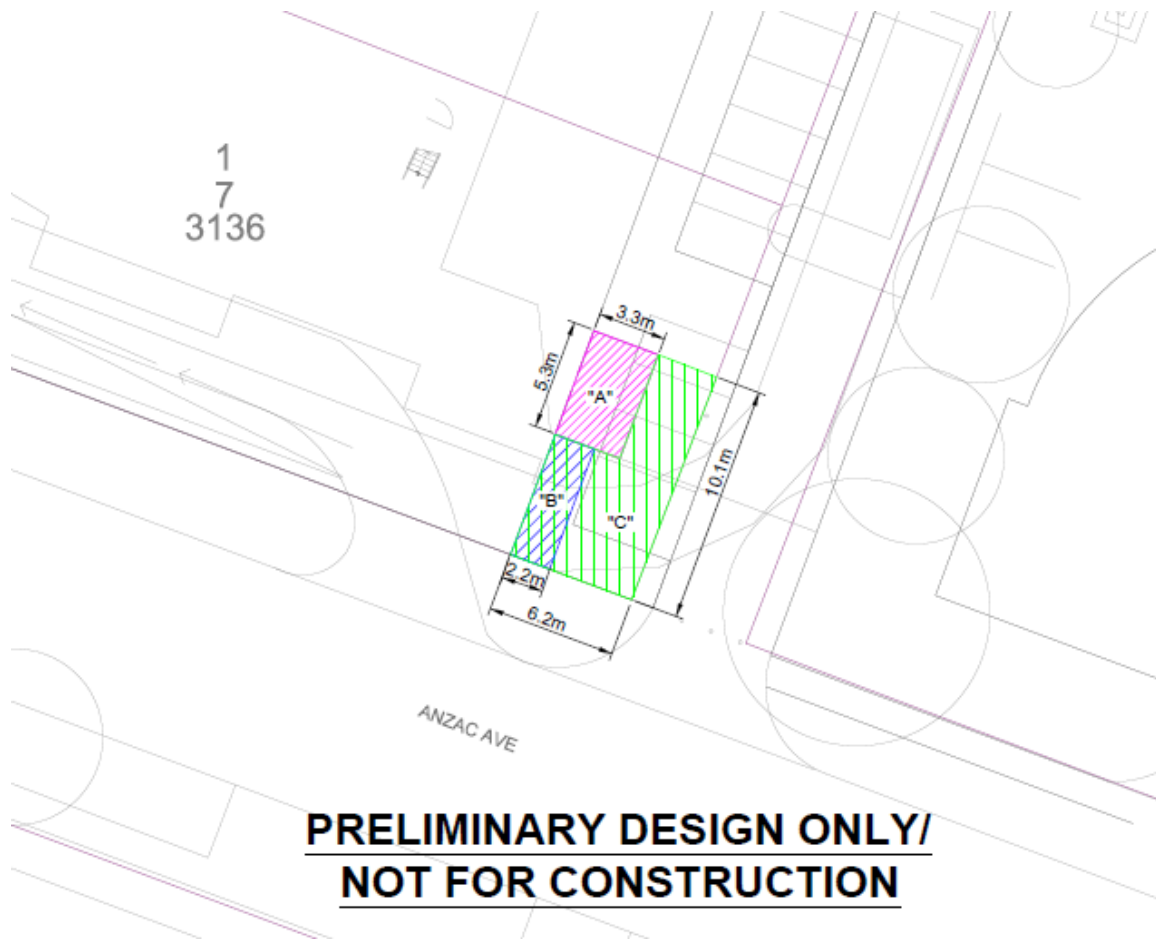 1
7
3136
3.3m
5.3m
"A"
10.1m
"B"
"C"
2.2m
6.2m
ANZAC AVE
PRELIMINARY DESIGN ONLY/
NOT FOR CONSTRUCTION